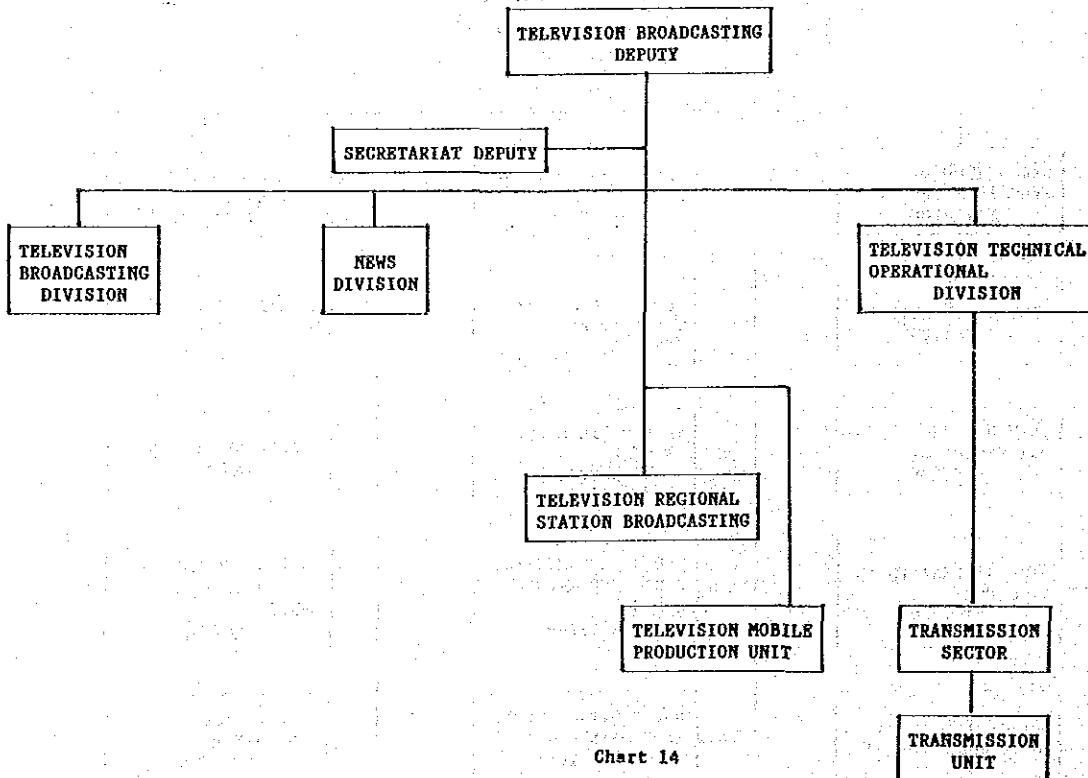 TELEVISION BROADCASTING
DEPUTY
SECRETARIAT DEPUTY
TELEVISION
BROADCASTING
DIVISION
NEWS
DIVISION
TELEVISION TECHNICAL
OPERATIONAL
DIVISION
TELEVISION REGIONAL
STATION BROADCASTING
TELEVISION MOBILE
PRODUCTION UNIT
TRANSMISSION
SECTOR
TRANSMISSION
UNIT
Chart 14